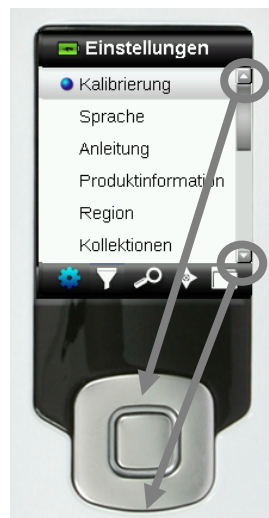 Einstellungen
Kalibrierung
Sprache
Anleitung
Produktinformation
Region
Kollektionen